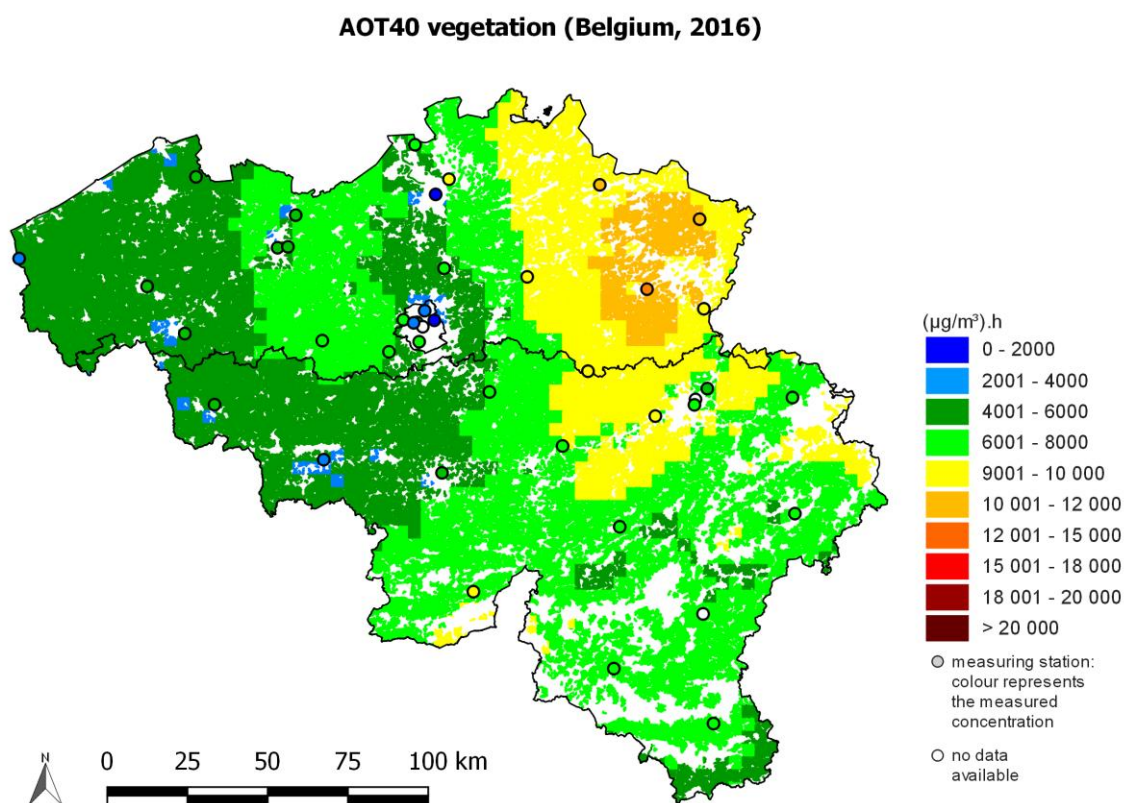 AOT40 vegetation (Belgium, 2016)
(µg/m³).h
0 - 2000
2001 - 4000
4001 - 6000
6001 - 8000
9001 - 10 000
10 001 - 12 000
12 001 - 15 000
15 001 - 18 000
18 001 - 20 000
> 20 000
measuring station:
colour represents
the measured
concentration
no data
available
N
0 25 50 75 100 km